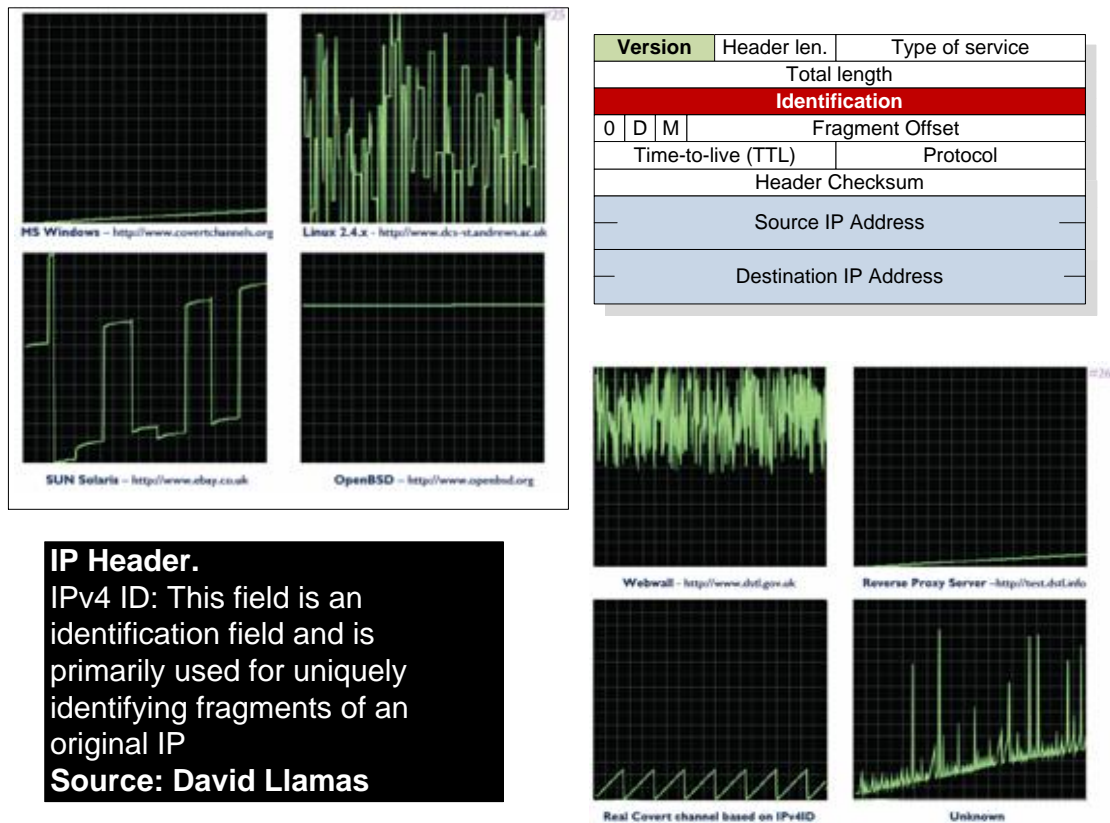 #25
MS Windows – http://www.covertchannels.org
Linux 2.4.x - http://www.dcs-st.andrews.ac.uk
SUN Solaris – http://www.ebay.co.uk
OpenBSD – http://www.openbsd.org
Version Header len. Type of service
Total length
Identification
0 D M Fragment Offset
Time-to-live (TTL) Protocol
Header Checksum
Source IP Address
Destination IP Address
#26
Webwall - http://www.dstl.gov.uk
Reverse Proxy Server –http://test.dstl.info
Real Covert channel based on IPv4ID
Unknown
IP Header.
IPv4 ID: This field is an
identification field and is
primarily used for uniquely
identifying fragments of an
original IP
Source: David Llamas